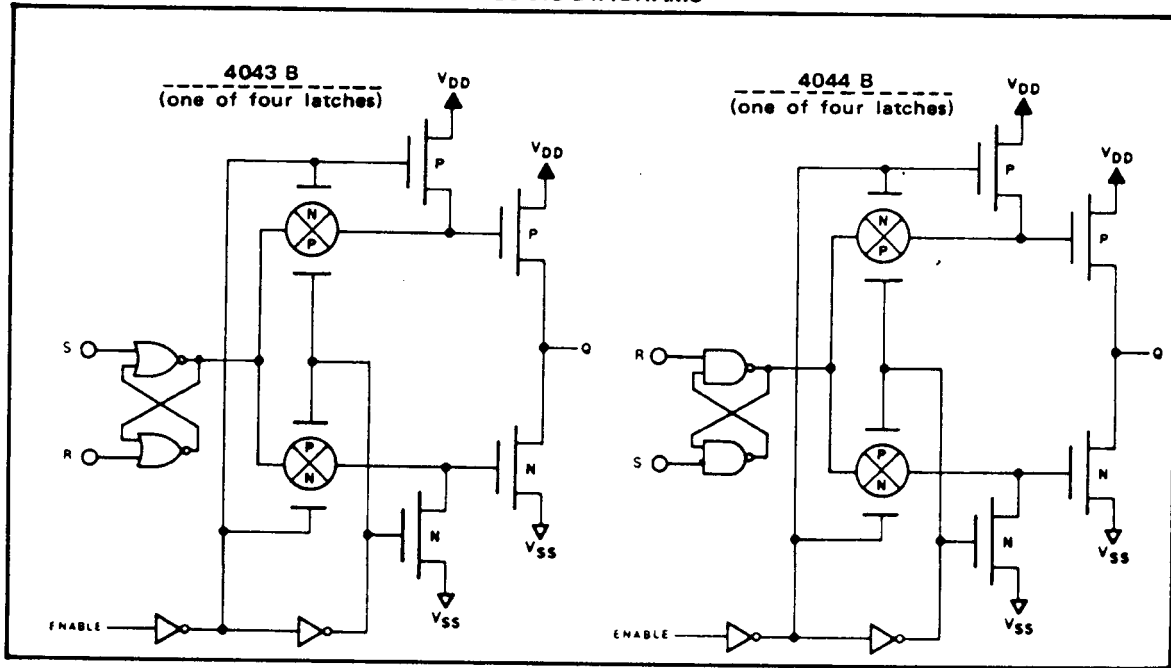 4043 B
(one of four latches)
VDD
P
VDD
N
P
P
S
Q
R
P
N
N
N
VSS
VSS
ENABLE
4044 B
(one of four latches)
VDD
P
VDD
N
P
P
R
Q
S
P
N
N
N
VSS
VSS
ENABLE